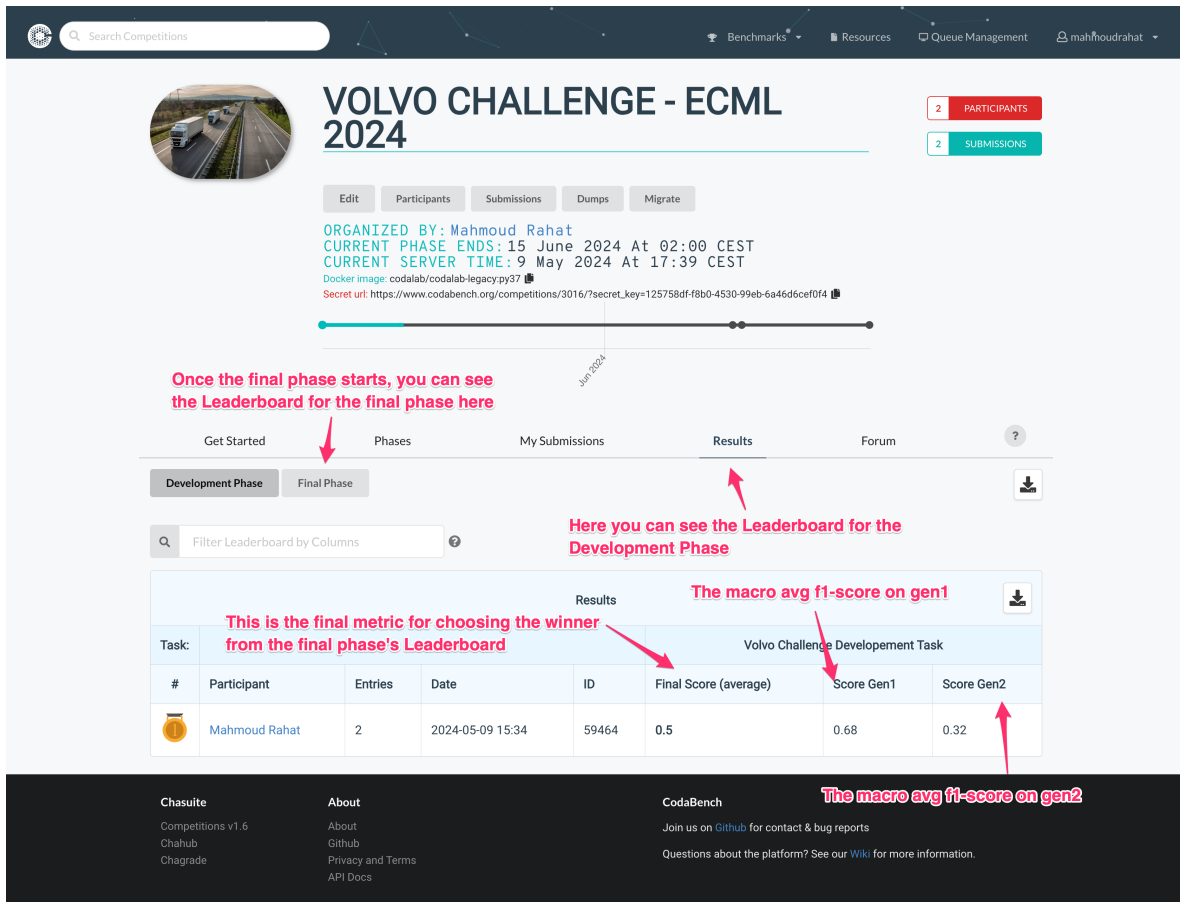 Search Competitions
Benchmarks
Resources
Queue Management
mahmoudrahat
VOLVO CHALLENGE - ECML
2024
2 PARTICIPANTS
2 SUBMISSIONS
Edit Participants Submissions Dumps Migrate
ORGANIZED BY: Mahmoud Rahat
CURRENT PHASE ENDS: 15 June 2024 At 02:00 CEST
CURRENT SERVER TIME: 9 May 2024 At 17:39 CEST
Docker image: codalab/codalab-legacy:py37
Secret url: https://www.codabench.org/competitions/3016/?secret_key=125758df-f8b0-4530-99eb-6a46d6cef0f4
Jun 2024
Once the final phase starts, you can see
the Leaderboard for the final phase here
Get Started Phases My Submissions Results Forum ?
Development Phase Final Phase
Here you can see the Leaderboard for the
Development Phase
Filter Leaderboard by Columns ?
The macro avg f1-score on gen1
Results
This is the final metric for choosing the winner
from the final phase's Leaderboard
Task: Volvo Challenge Developement Task
# Participant Entries Date ID Final Score (average) Score Gen1 Score Gen2
1 Mahmoud Rahat 2 2024-05-09 15:34 59464 0.5 0.68 0.32
The macro avg f1-score on gen2
Chasuite
Competitions v1.6
Chahub
Chagrade
About
About
Github
Privacy and Terms
API Docs
CodaBench
Join us on Github for contact & bug reports
Questions about the platform? See our Wiki for more information.